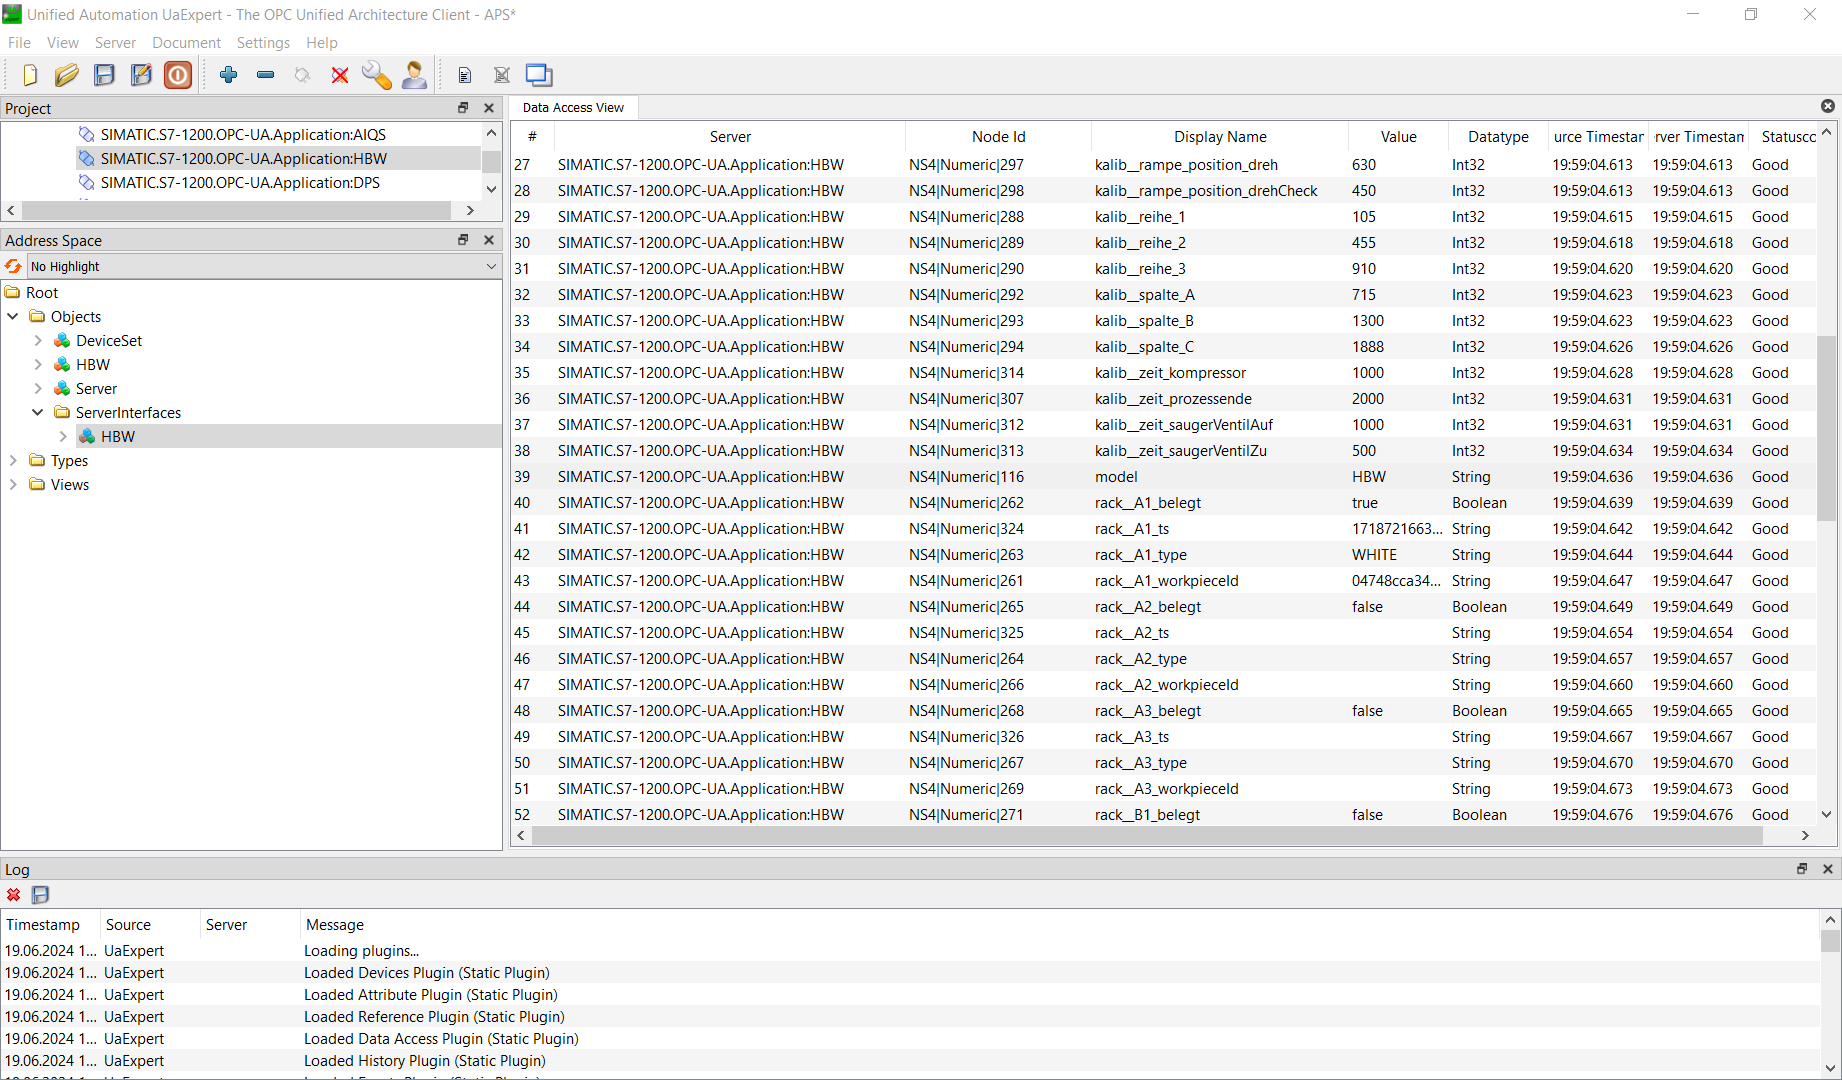 Unified Automation UaExpert - The OPC Unified Architecture Client - APS*
File View Server Document Settings Help
Project
SIMATIC.S7-1200.OPC-UA.Application:AIQS
SIMATIC.S7-1200.OPC-UA.Application:HBW
SIMATIC.S7-1200.OPC-UA.Application:DPS
Address Space
No Highlight
Root
Objects
DeviceSet
HBW
Server
ServerInterfaces
HBW
Types
Views
Data Access View
# Server Node Id Display Name Value Datatype urce Timestar rver Timestan Statusco
27 SIMATIC.S7-1200.OPC-UA.Application:HBW NS4|Numeric|297 kalib__rampe_position_dreh 630 Int32 19:59:04.613 19:59:04.613 Good
28 SIMATIC.S7-1200.OPC-UA.Application:HBW NS4|Numeric|298 kalib__rampe_position_drehCheck 450 Int32 19:59:04.613 19:59:04.613 Good
29 SIMATIC.S7-1200.OPC-UA.Application:HBW NS4|Numeric|288 kalib__reihe_1 105 Int32 19:59:04.615 19:59:04.615 Good
30 SIMATIC.S7-1200.OPC-UA.Application:HBW NS4|Numeric|289 kalib__reihe_2 455 Int32 19:59:04.618 19:59:04.618 Good
31 SIMATIC.S7-1200.OPC-UA.Application:HBW NS4|Numeric|290 kalib__reihe_3 910 Int32 19:59:04.620 19:59:04.620 Good
32 SIMATIC.S7-1200.OPC-UA.Application:HBW NS4|Numeric|292 kalib__spalte_A 715 Int32 19:59:04.623 19:59:04.623 Good
33 SIMATIC.S7-1200.OPC-UA.Application:HBW NS4|Numeric|293 kalib__spalte_B 1300 Int32 19:59:04.623 19:59:04.623 Good
34 SIMATIC.S7-1200.OPC-UA.Application:HBW NS4|Numeric|294 kalib__spalte_C 1888 Int32 19:59:04.626 19:59:04.626 Good
35 SIMATIC.S7-1200.OPC-UA.Application:HBW NS4|Numeric|314 kalib__zeit_kompressor 1000 Int32 19:59:04.628 19:59:04.628 Good
36 SIMATIC.S7-1200.OPC-UA.Application:HBW NS4|Numeric|307 kalib__zeit_prozessende 2000 Int32 19:59:04.631 19:59:04.631 Good
37 SIMATIC.S7-1200.OPC-UA.Application:HBW NS4|Numeric|312 kalib__zeit_saugerVentilAuf 1000 Int32 19:59:04.631 19:59:04.631 Good
38 SIMATIC.S7-1200.OPC-UA.Application:HBW NS4|Numeric|313 kalib__zeit_saugerVentilZu 500 Int32 19:59:04.634 19:59:04.634 Good
39 SIMATIC.S7-1200.OPC-UA.Application:HBW NS4|Numeric|116 model HBW String 19:59:04.636 19:59:04.636 Good
40 SIMATIC.S7-1200.OPC-UA.Application:HBW NS4|Numeric|262 rack__A1_belegt true Boolean 19:59:04.639 19:59:04.639 Good
41 SIMATIC.S7-1200.OPC-UA.Application:HBW NS4|Numeric|324 rack__A1_ts 1718721663... String 19:59:04.642 19:59:04.642 Good
42 SIMATIC.S7-1200.OPC-UA.Application:HBW NS4|Numeric|263 rack__A1_type WHITE String 19:59:04.644 19:59:04.644 Good
43 SIMATIC.S7-1200.OPC-UA.Application:HBW NS4|Numeric|261 rack__A1_workpieceId 04748cca34... String 19:59:04.647 19:59:04.647 Good
44 SIMATIC.S7-1200.OPC-UA.Application:HBW NS4|Numeric|265 rack__A2_belegt false Boolean 19:59:04.649 19:59:04.649 Good
45 SIMATIC.S7-1200.OPC-UA.Application:HBW NS4|Numeric|325 rack__A2_ts String 19:59:04.654 19:59:04.654 Good
46 SIMATIC.S7-1200.OPC-UA.Application:HBW NS4|Numeric|264 rack__A2_type String 19:59:04.657 19:59:04.657 Good
47 SIMATIC.S7-1200.OPC-UA.Application:HBW NS4|Numeric|266 rack__A2_workpieceId String 19:59:04.660 19:59:04.660 Good
48 SIMATIC.S7-1200.OPC-UA.Application:HBW NS4|Numeric|268 rack__A3_belegt false Boolean 19:59:04.665 19:59:04.665 Good
49 SIMATIC.S7-1200.OPC-UA.Application:HBW NS4|Numeric|326 rack__A3_ts String 19:59:04.667 19:59:04.667 Good
50 SIMATIC.S7-1200.OPC-UA.Application:HBW NS4|Numeric|267 rack__A3_type String 19:59:04.670 19:59:04.670 Good
51 SIMATIC.S7-1200.OPC-UA.Application:HBW NS4|Numeric|269 rack__A3_workpieceId String 19:59:04.673 19:59:04.673 Good
52 SIMATIC.S7-1200.OPC-UA.Application:HBW NS4|Numeric|271 rack__B1_belegt false Boolean 19:59:04.676 19:59:04.676 Good
Log
Timestamp Source Server Message
19.06.2024 1... UaExpert Loading plugins...
19.06.2024 1... UaExpert Loaded Devices Plugin (Static Plugin)
19.06.2024 1... UaExpert Loaded Attribute Plugin (Static Plugin)
19.06.2024 1... UaExpert Loaded Reference Plugin (Static Plugin)
19.06.2024 1... UaExpert Loaded Data Access Plugin (Static Plugin)
19.06.2024 1... UaExpert Loaded History Plugin (Static Plugin)